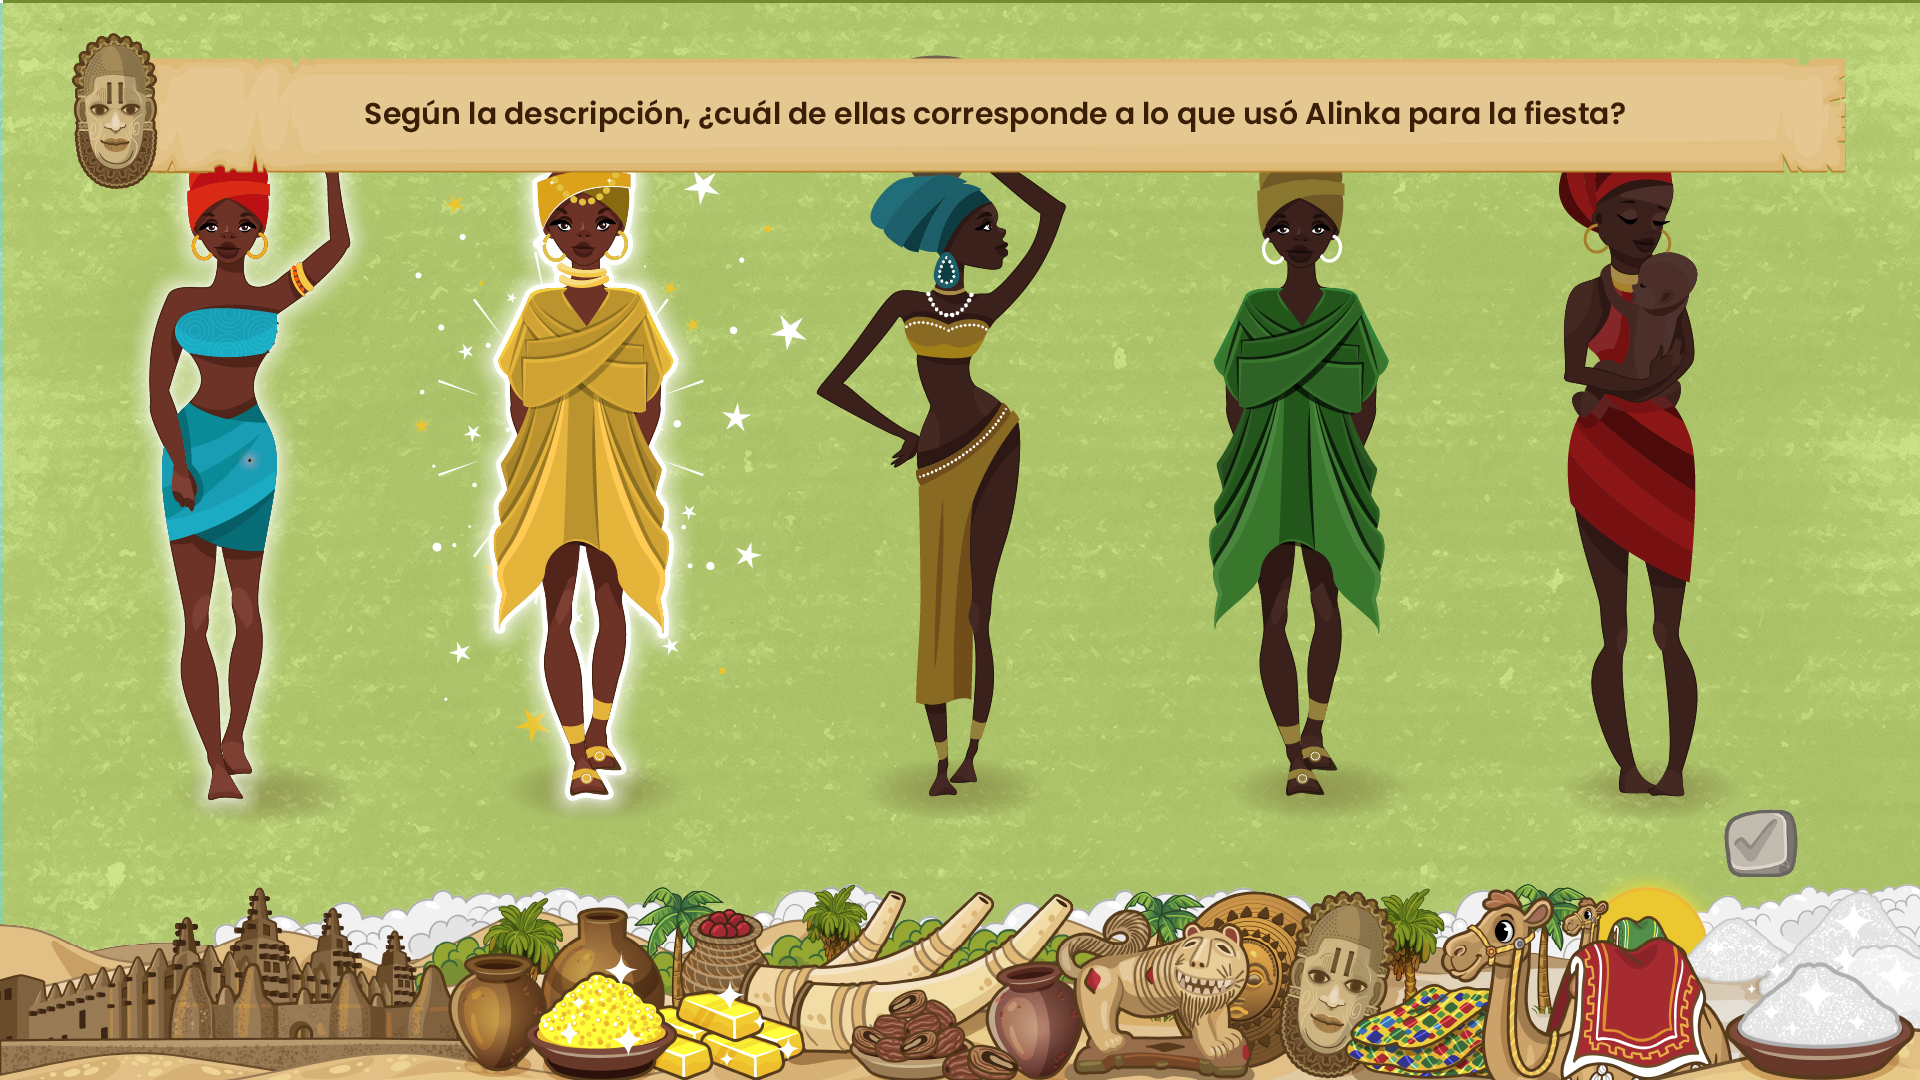 Según la descripción, ¿cuál de ellas corresponde a lo que usó Alinka para la fiesta?